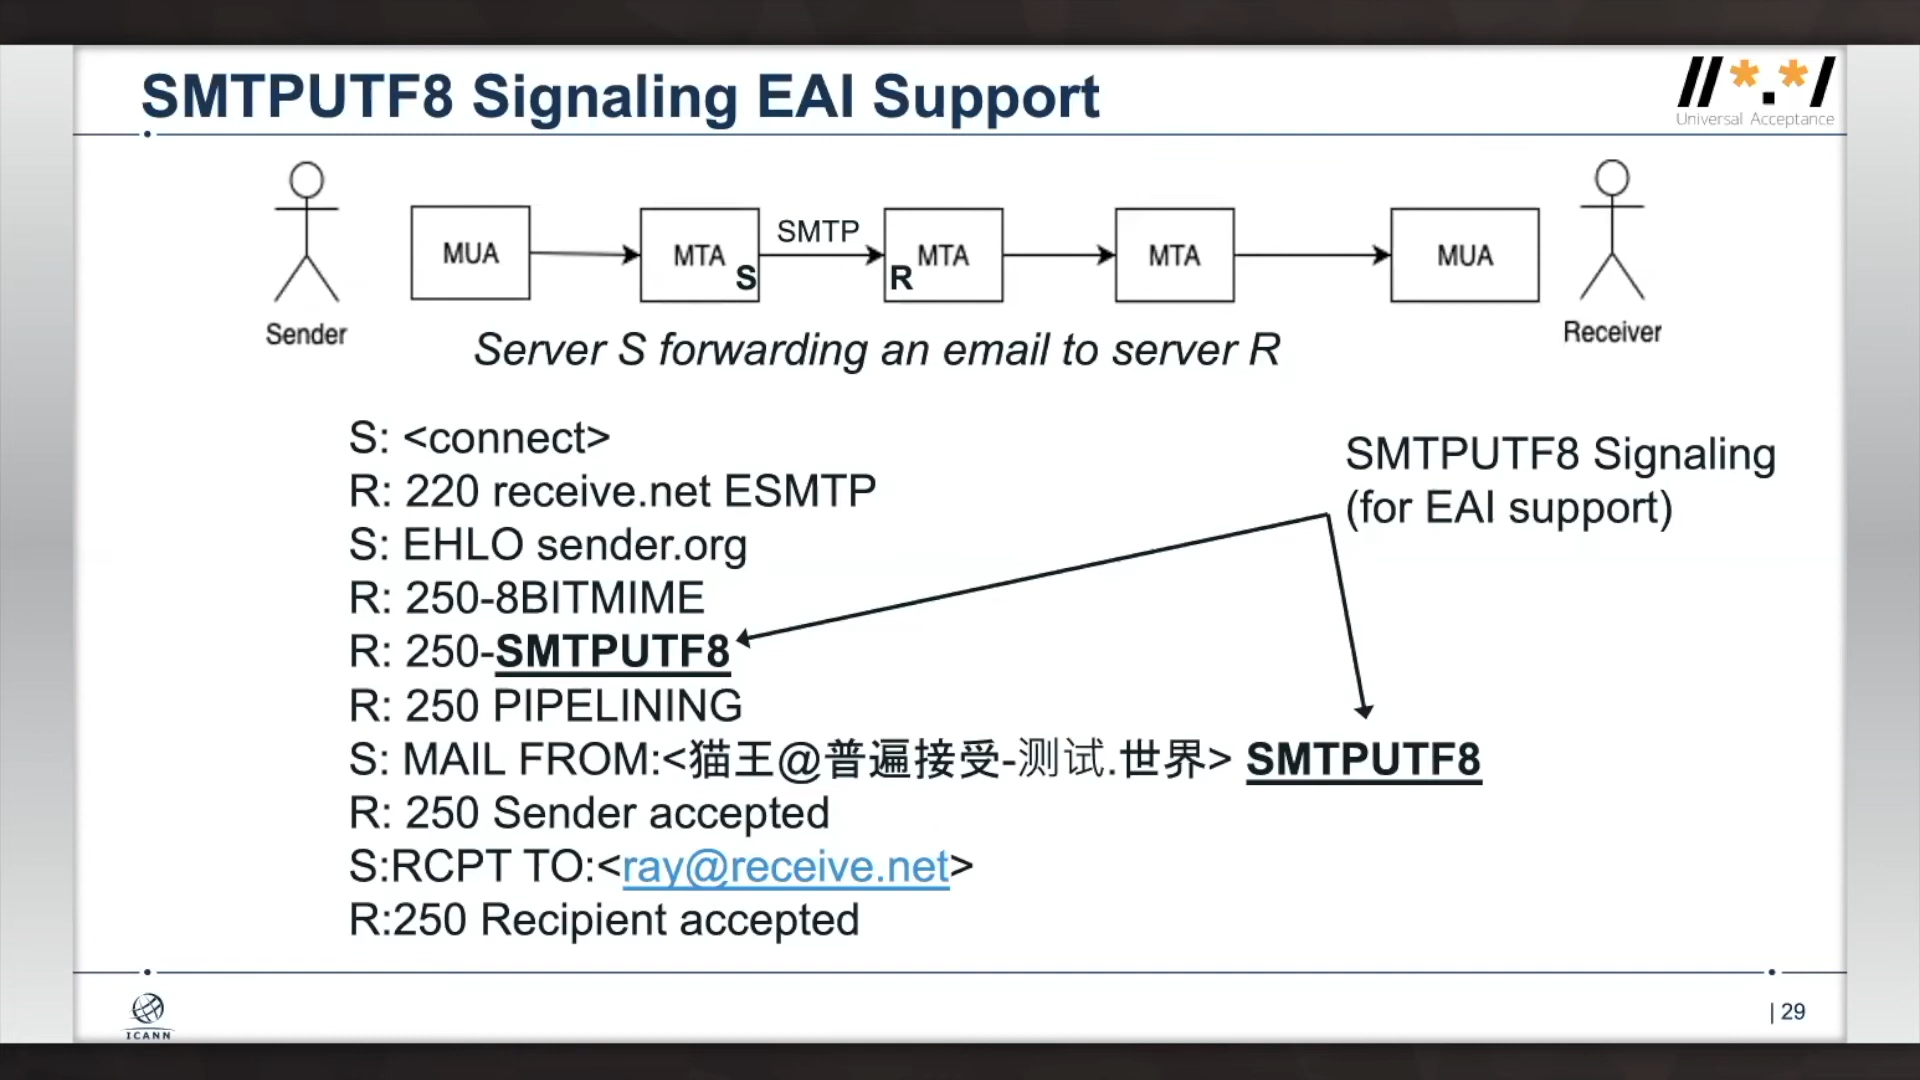 SMTPUTF8 Signaling EAI Support
//*.*/
Universal Acceptance
SMTP
MUA
MTA
S
R
MTA
MTA
MUA
Sender
Receiver
Server S forwarding an email to server R
S: <connect>
R: 220 receive.net ESMTP
S: EHLO sender.org
R: 250-8BITMIME
R: 250-SMTPUTF8
R: 250 PIPELINING
S: MAIL FROM:<猫王@普遍接受-测试.世界> SMTPUTF8
R: 250 Sender accepted
S:RCPT TO:<ray@receive.net>
R:250 Recipient accepted
SMTPUTF8 Signaling
(for EAI support)
ICANN
| 29